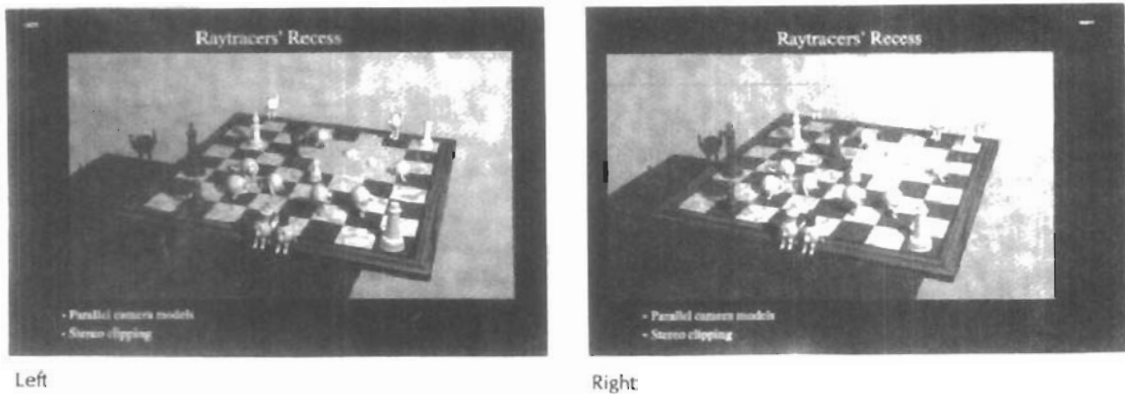 Raytracers' Recess
- Parallel camera models
- Stereo clipping
Left
Raytracers' Recess
- Parallel camera models
- Stereo clipping
Right